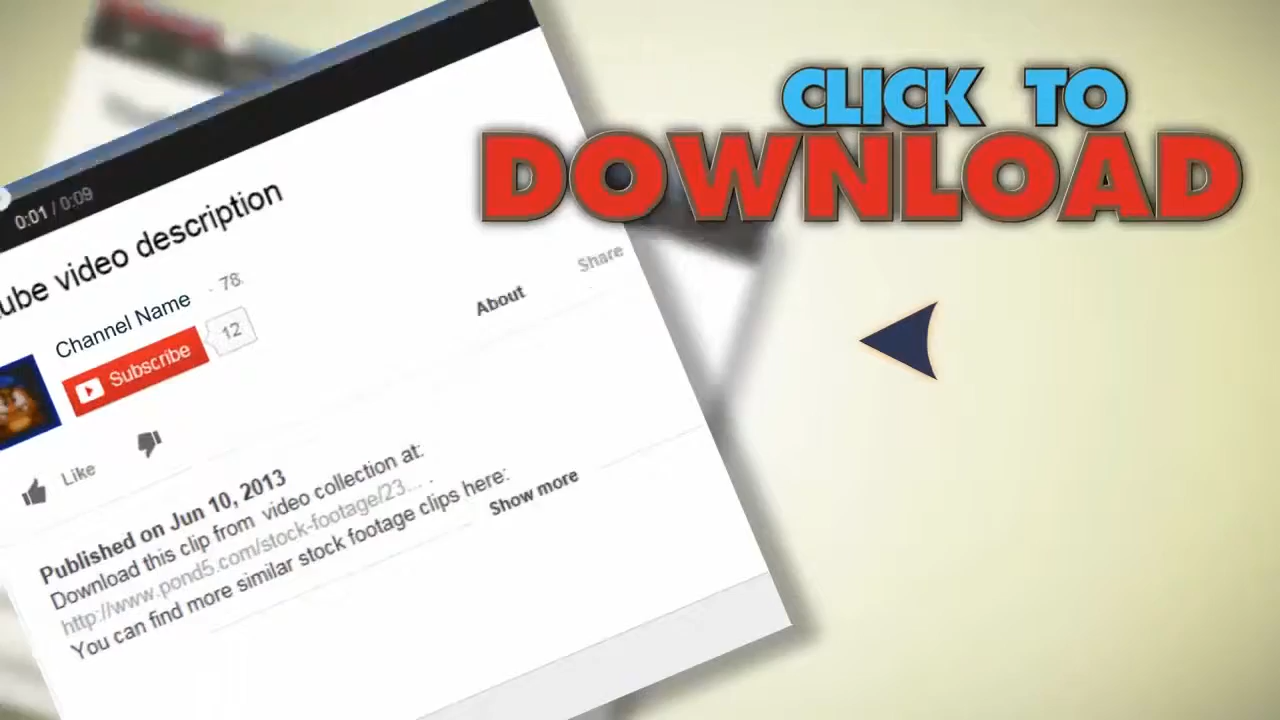 CLICK TO
DOWNLOAD
0:01 / 0:09
ube video description
Channel Name · 78
Subscribe 12
About Share
Like
Published on Jun 10, 2013
Download this clip from video collection at:
http://www.pond5.com/stock-footage/23... .
You can find more similar stock footage clips here:
Show more